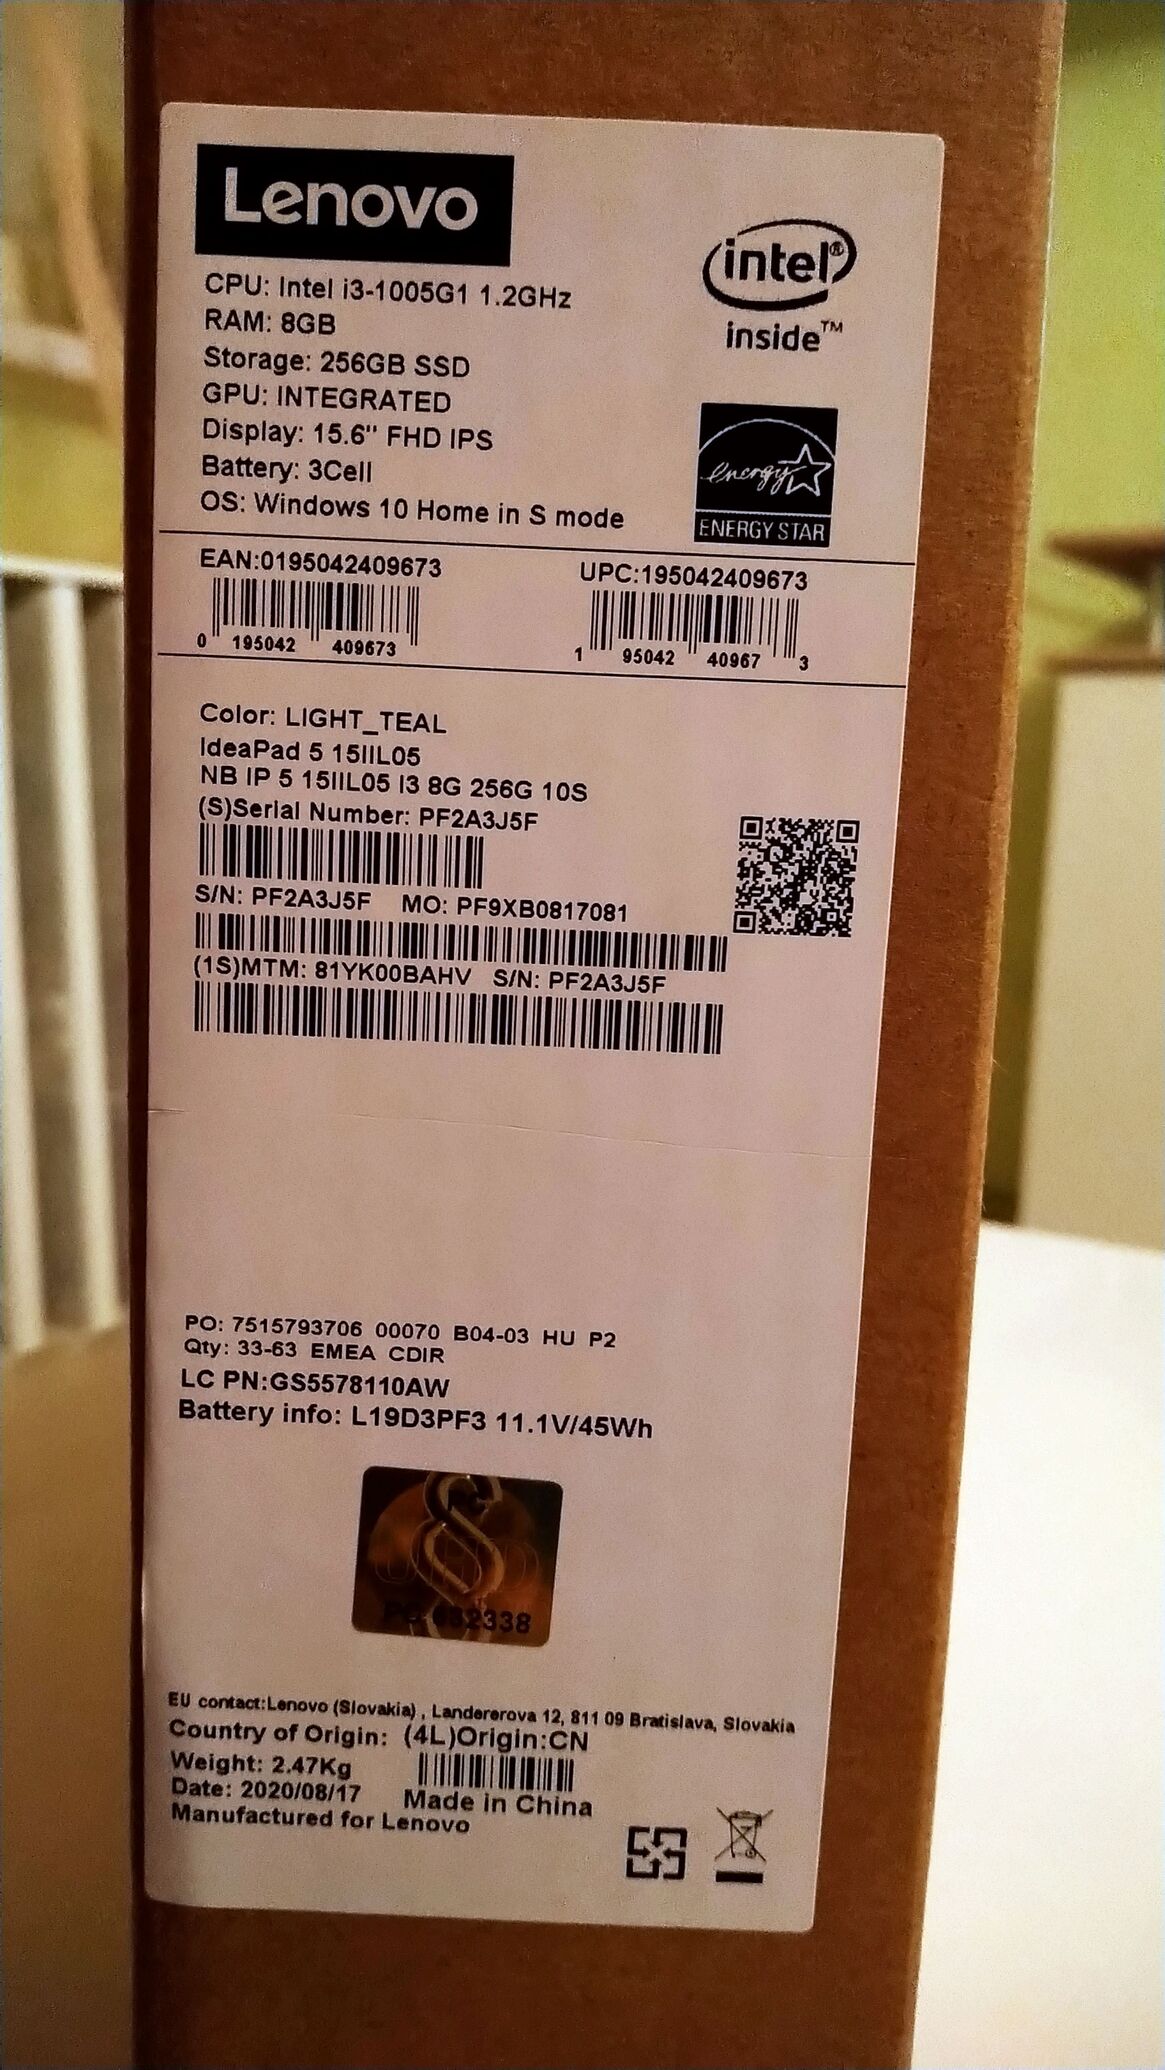 Lenovo
CPU: Intel i3-1005G1 1.2GHz
RAM: 8GB
Storage: 256GB SSD
GPU: INTEGRATED
Display: 15.6" FHD IPS
Battery: 3Cell
OS: Windows 10 Home in S mode
intel®
inside™
energy
ENERGY STAR
EAN:0195042409673
0 195042 409673
UPC:195042409673
1 95042 40967 3
Color: LIGHT_TEAL
IdeaPad 5 15IIL05
NB IP 5 15IIL05 I3 8G 256G 10S
(S)Serial Number: PF2A3J5F
S/N: PF2A3J5F MO: PF9XB0817081
(1S)MTM: 81YK00BAHV S/N: PF2A3J5F
PO: 7515793706 00070 B04-03 HU P2
Qty: 33-63 EMEA CDIR
LC PN:GS5578110AW
Battery info: L19D3PF3 11.1V/45Wh
EU contact:Lenovo (Slovakia) , Landererova 12, 811 09 Bratislava, Slovakia
Country of Origin: (4L)Origin:CN
Weight: 2.47Kg
Date: 2020/08/17
Made in China
Manufactured for Lenovo